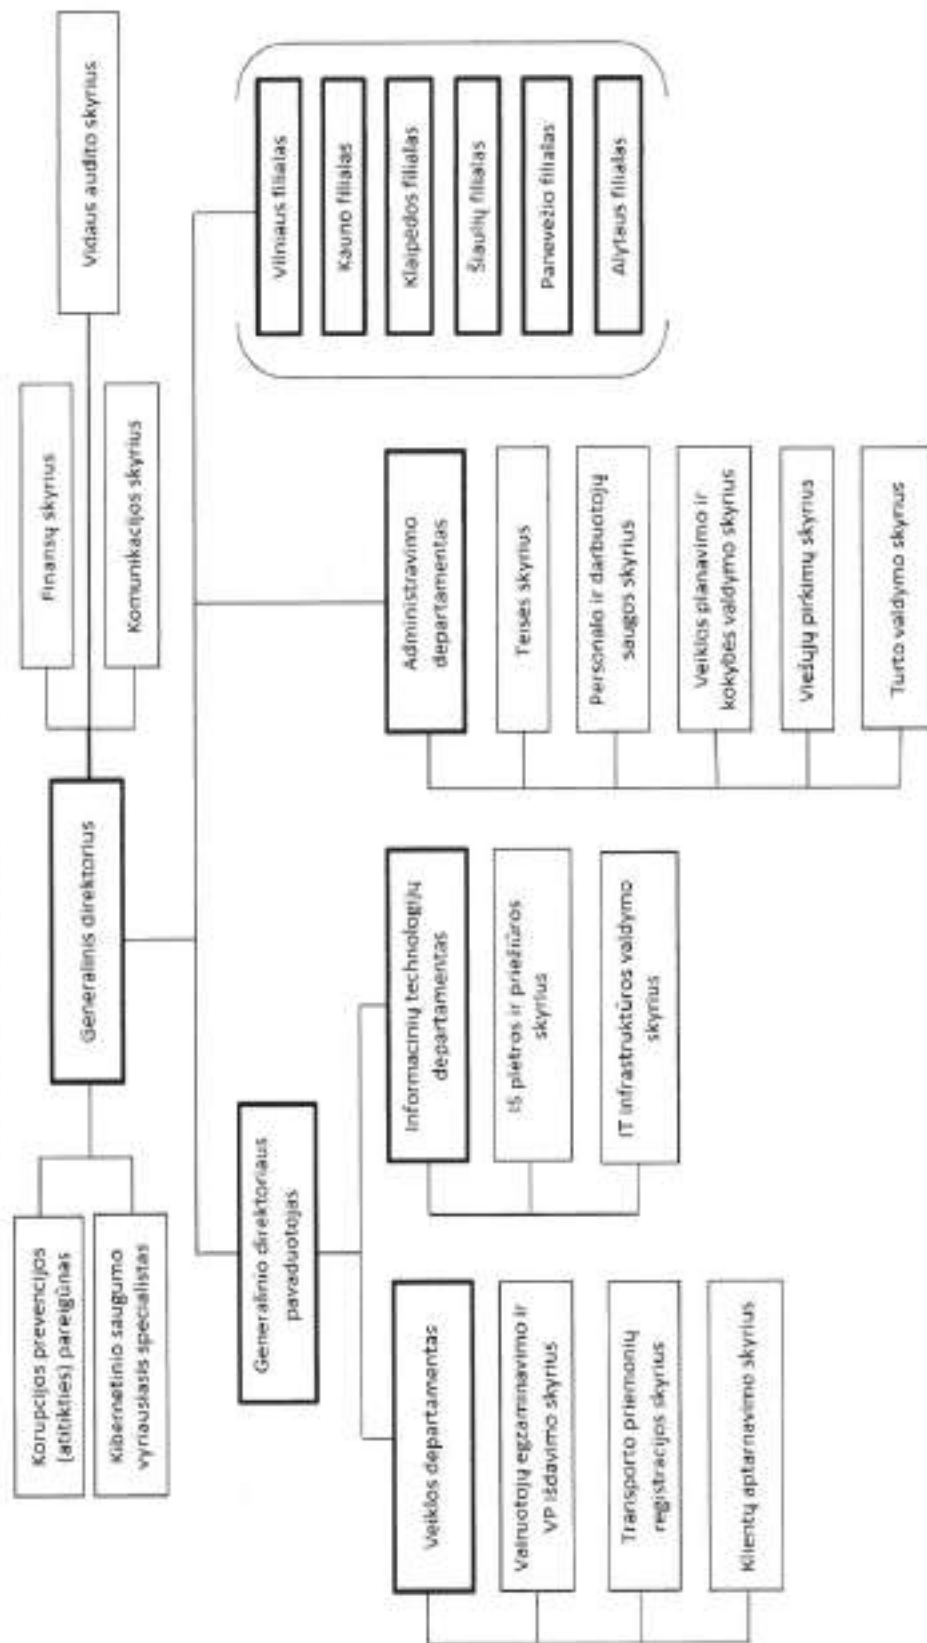 Korupcijos prevencijos
(atitikties) pareigūnas
Kibernetinio saugumo
vyriausiasis specialistas
Generalinis direktorius
Finansų skyrius
Komunikacijos skyrius
Vidaus audito skyrius
Generalinio direktoriaus
pavaduotojas
Veiklos departamentas
Vairuotojų egzaminavimo ir
VP išdavimo skyrius
Transporto priemonių
registracijos skyrius
Klientų aptarnavimo skyrius
Informacinių technologijų
departamentas
IS plėtros ir priežiūros
skyrius
IT infrastruktūros valdymo
skyrius
Administravimo
departamentas
Teisės skyrius
Personalo ir darbuotojų
saugos skyrius
Veiklos planavimo ir
kokybės valdymo skyrius
Viešųjų pirkimų skyrius
Turto valdymo skyrius
Vilniaus filialas
Kauno filialas
Klaipėdos filialas
Šiaulių filialas
Panevėžio filialas
Alytaus filialas